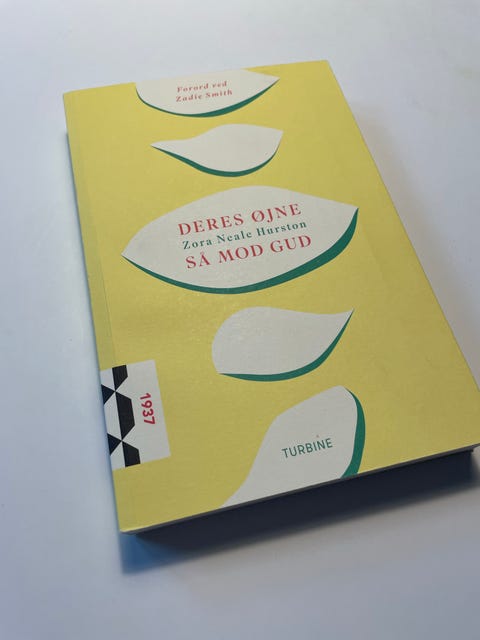 Forord ved
Zadie Smith
DERES ØJNE
Zora Neale Hurston
SÅ MOD GUD
1937
TURBINE